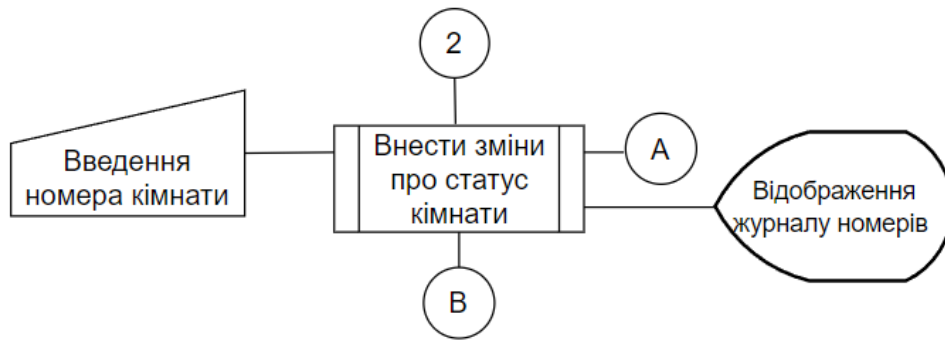 2
Введення
номера кімнати
Внести зміни
про статус
кімнати
A
Відображення
журналу номерів
B